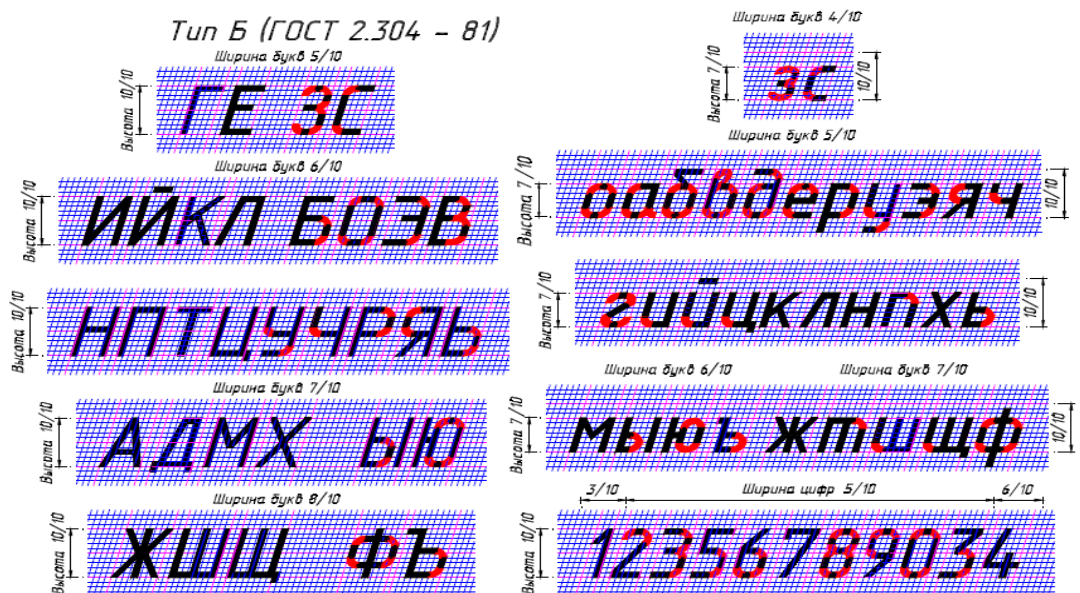 Тип Б (ГОСТ 2.304 – 81)
Ширина букв 5/10
Высота 10/10
ГЕ ЗС
Ширина букв 6/10
Высота 10/10
ИЙКЛ БОЭВ
Высота 10/10
НПТЦУЧРЯЬ
Ширина букв 7/10
Высота 10/10
АДМХ ЫЮ
Ширина букв 8/10
Высота 10/10
ЖШЩ ФЪ
Ширина букв 4/10
Высота 7/10
зс
10/10
Ширина букв 5/10
Высота 7/10
оабвдеруэяч
10/10
Высота 7/10
гийцклнпхь
10/10
Ширина букв 6/10 Ширина букв 7/10
Высота 7/10
мыюъ жтшщф
10/10
3/10 Ширина цифр 5/10 6/10
Высота 10/10
12356789034